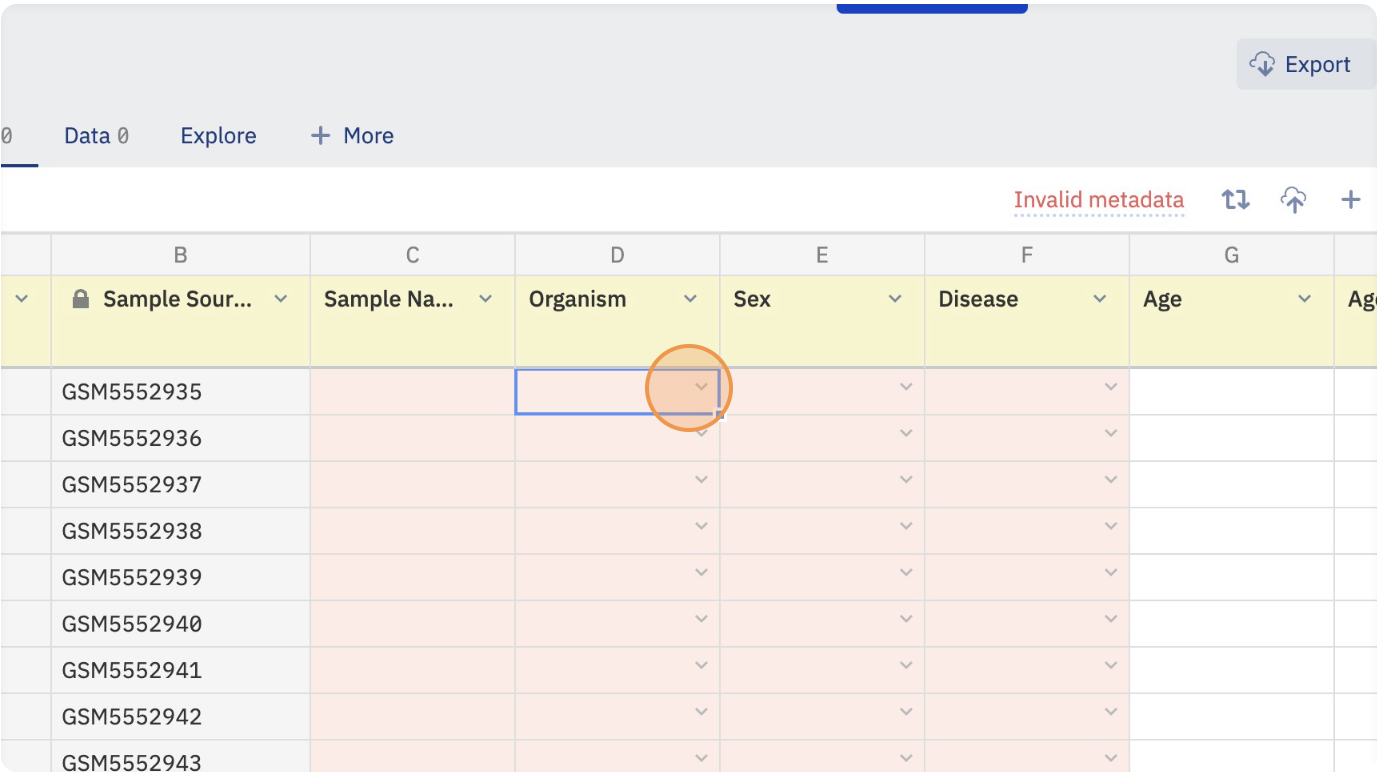 Export
0 Data 0 Explore + More
Invalid metadata
B C D E F G
Sample Sour... Sample Na... Organism Sex Disease Age Age
GSM5552935
GSM5552936
GSM5552937
GSM5552938
GSM5552939
GSM5552940
GSM5552941
GSM5552942
GSM5552943